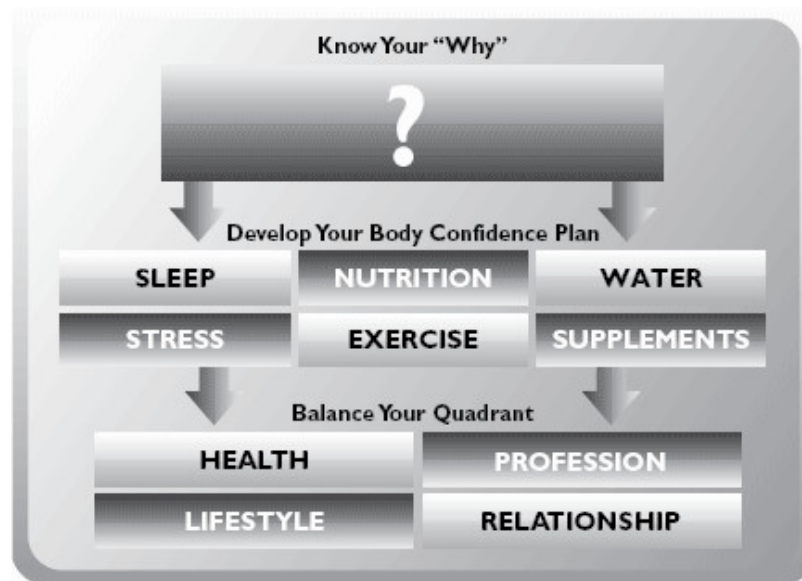 Know Your “Why”
?
Develop Your Body Confidence Plan
SLEEP NUTRITION WATER
STRESS EXERCISE SUPPLEMENTS
Balance Your Quadrant
HEALTH PROFESSION
LIFESTYLE RELATIONSHIP